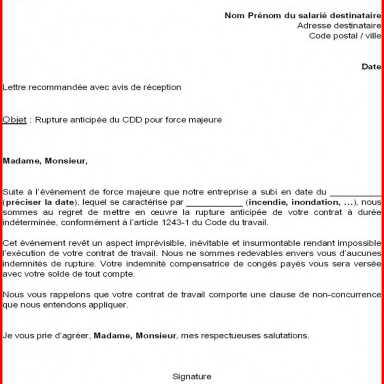 Nom Prénom du salarié destinataire
Adresse destinataire
Code postal / ville
Date
Lettre recommandée avec avis de réception
Objet : Rupture anticipée du CDD pour force majeure
Madame, Monsieur,
Suite à l'évènement de force majeure que notre entreprise a subi en date du ___________
(préciser la date), lequel se caractérise par ____________ (incendie, inondation, ...), nous
sommes au regret de mettre en œuvre la rupture anticipée de votre contrat à durée
indéterminée, conformément à l'article 1243-1 du Code du travail.
Cet évènement revêt un aspect imprévisible, inévitable et insurmontable rendant impossible
l'exécution de votre contrat de travail. Nous ne sommes redevables envers vous d'aucunes
indemnités de rupture. Votre indemnité compensatrice de congés payés vous sera versée
avec votre solde de tout compte.
Nous vous rappelons que votre contrat de travail comporte une clause de non-concurrence
que nous entendons appliquer.
Je vous prie d'agréer, Madame, Monsieur, mes respectueuses salutations.
Signature